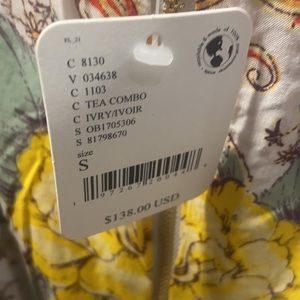 C 8130
V 034638
C 1103
C TEA COMBO
C IVRY/IVOIR
S OB1705306
S 81798670
size
S
$138.00 USD